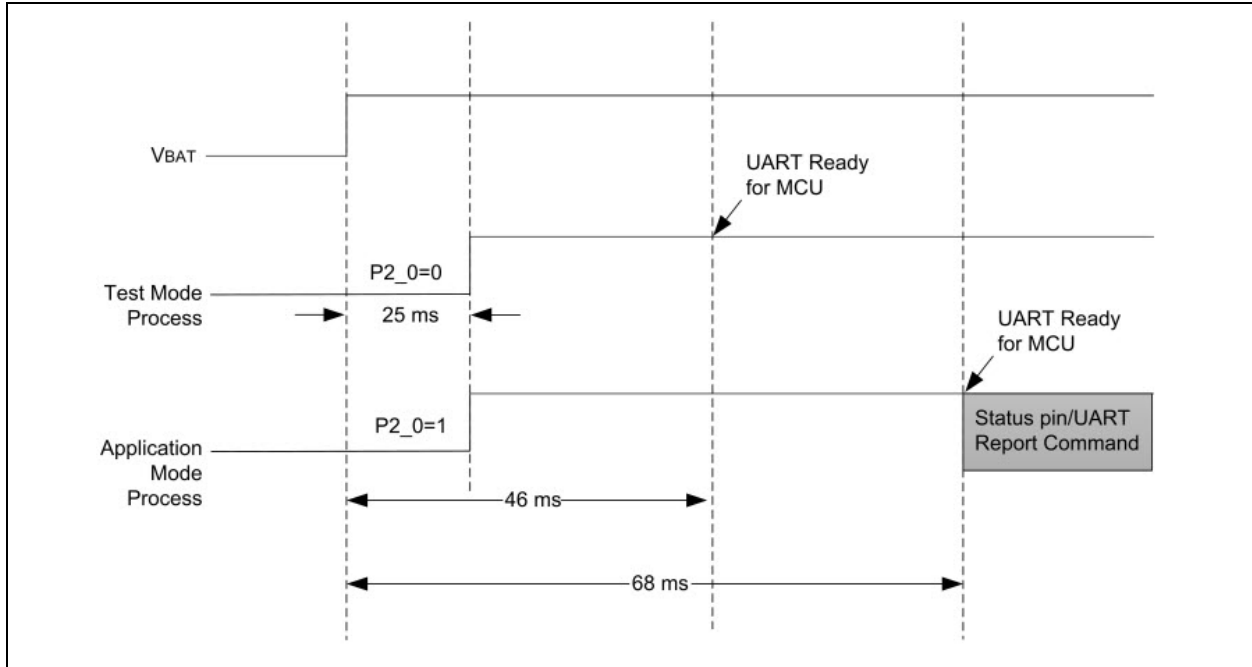 VBAT
UART Ready
for MCU
P2_0=0
Test Mode
Process
25 ms
UART Ready
for MCU
P2_0=1
Status pin/UART
Report Command
Application
Mode
Process
46 ms
68 ms